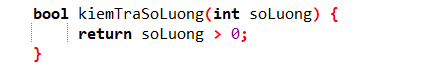 bool kiemTraSoLuong(int soLuong) {
return soLuong > 0;
}